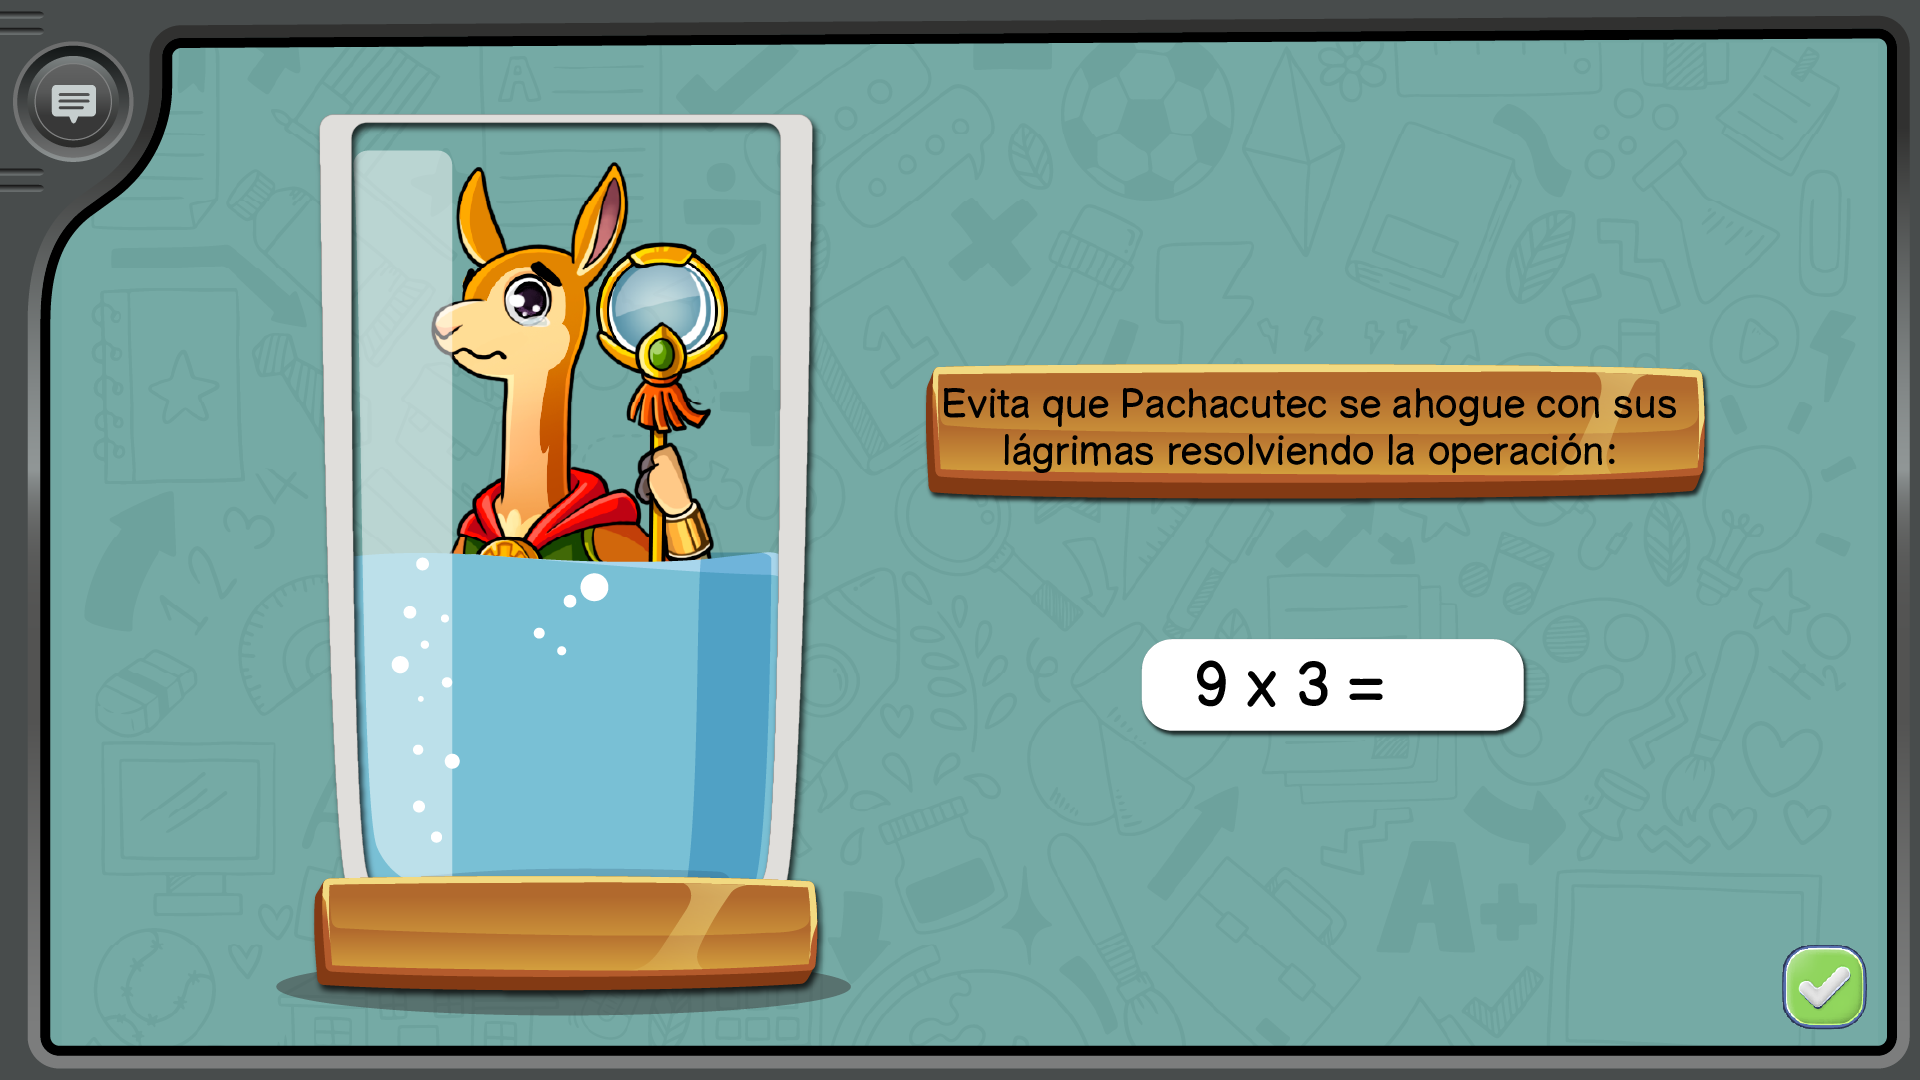 Evita que Pachacutec se ahogue con sus
lágrimas resolviendo la operación:
9 x 3 =